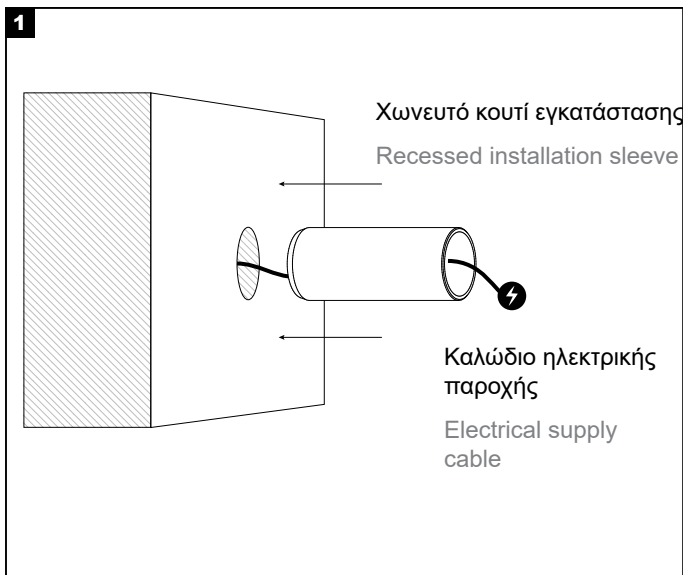 1
Χωνευτό κουτί εγκατάστασης
Recessed installation sleeve
Καλώδιο ηλεκτρικής
παροχής
Electrical supply
cable